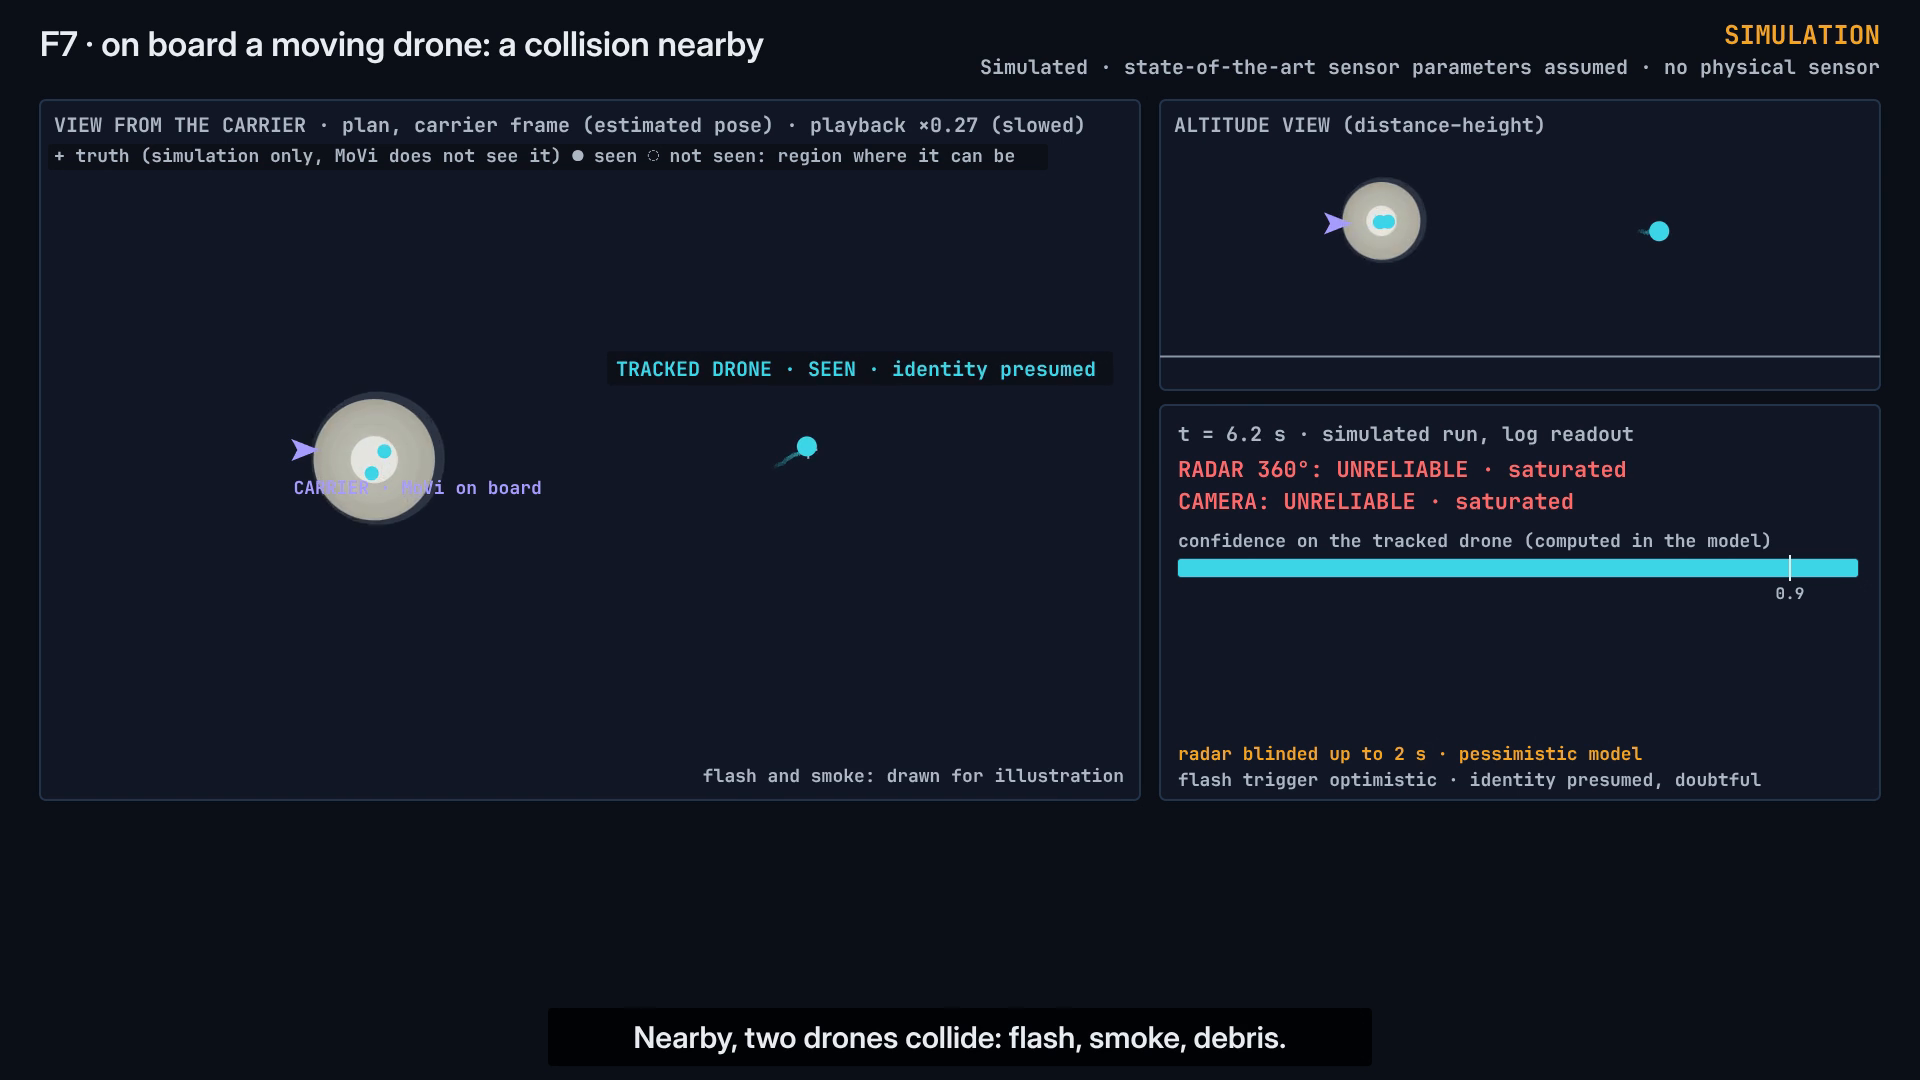 F7 · on board a moving drone: a collision nearby
SIMULATION
Simulated · state-of-the-art sensor parameters assumed · no physical sensor
VIEW FROM THE CARRIER · plan, carrier frame (estimated pose) · playback ×0.27 (slowed)
+ truth (simulation only, MoVi does not see it) ● seen ◌ not seen: region where it can be
TRACKED DRONE · SEEN · identity presumed
CARRIER · MoVi on board
flash and smoke: drawn for illustration
ALTITUDE VIEW (distance-height)
t = 6.2 s · simulated run, log readout
RADAR 360°: UNRELIABLE · saturated
CAMERA: UNRELIABLE · saturated
confidence on the tracked drone (computed in the model)
0.9
radar blinded up to 2 s · pessimistic model
flash trigger optimistic · identity presumed, doubtful
Nearby, two drones collide: flash, smoke, debris.